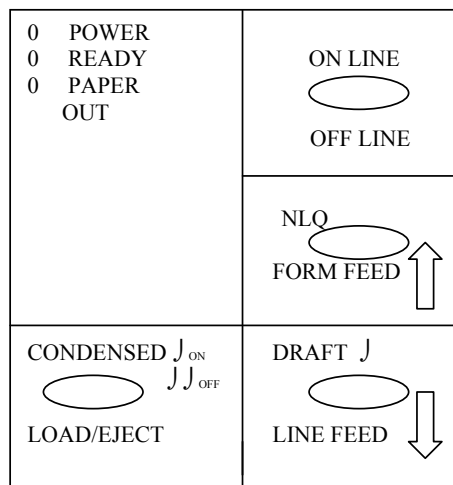 0 POWER
0 READY
0 PAPER
OUT
ON LINE
OFF LINE
NLQ
FORM FEED
CONDENSED ⌡ ON
⌡⌡ OFF
LOAD/EJECT
DRAFT ⌡
LINE FEED